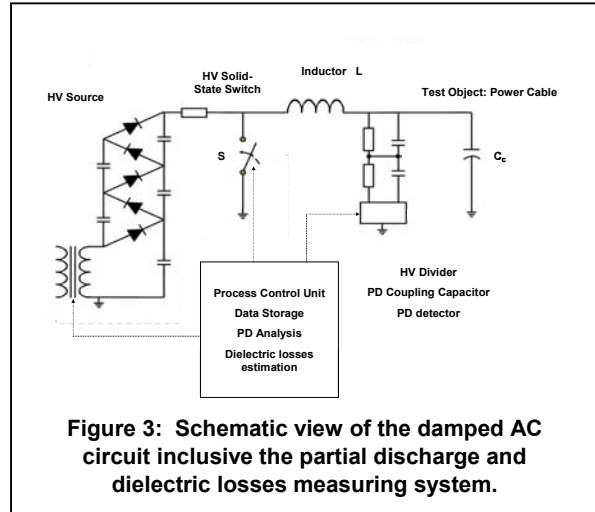 HV Source
HV Solid-
State Switch
Inductor L
Test Object: Power Cable
S
Cc
Process Control Unit
Data Storage
PD Analysis
Dielectric losses
estimation
HV Divider
PD Coupling Capacitor
PD detector
Figure 3: Schematic view of the damped AC
circuit inclusive the partial discharge and
dielectric losses measuring system.